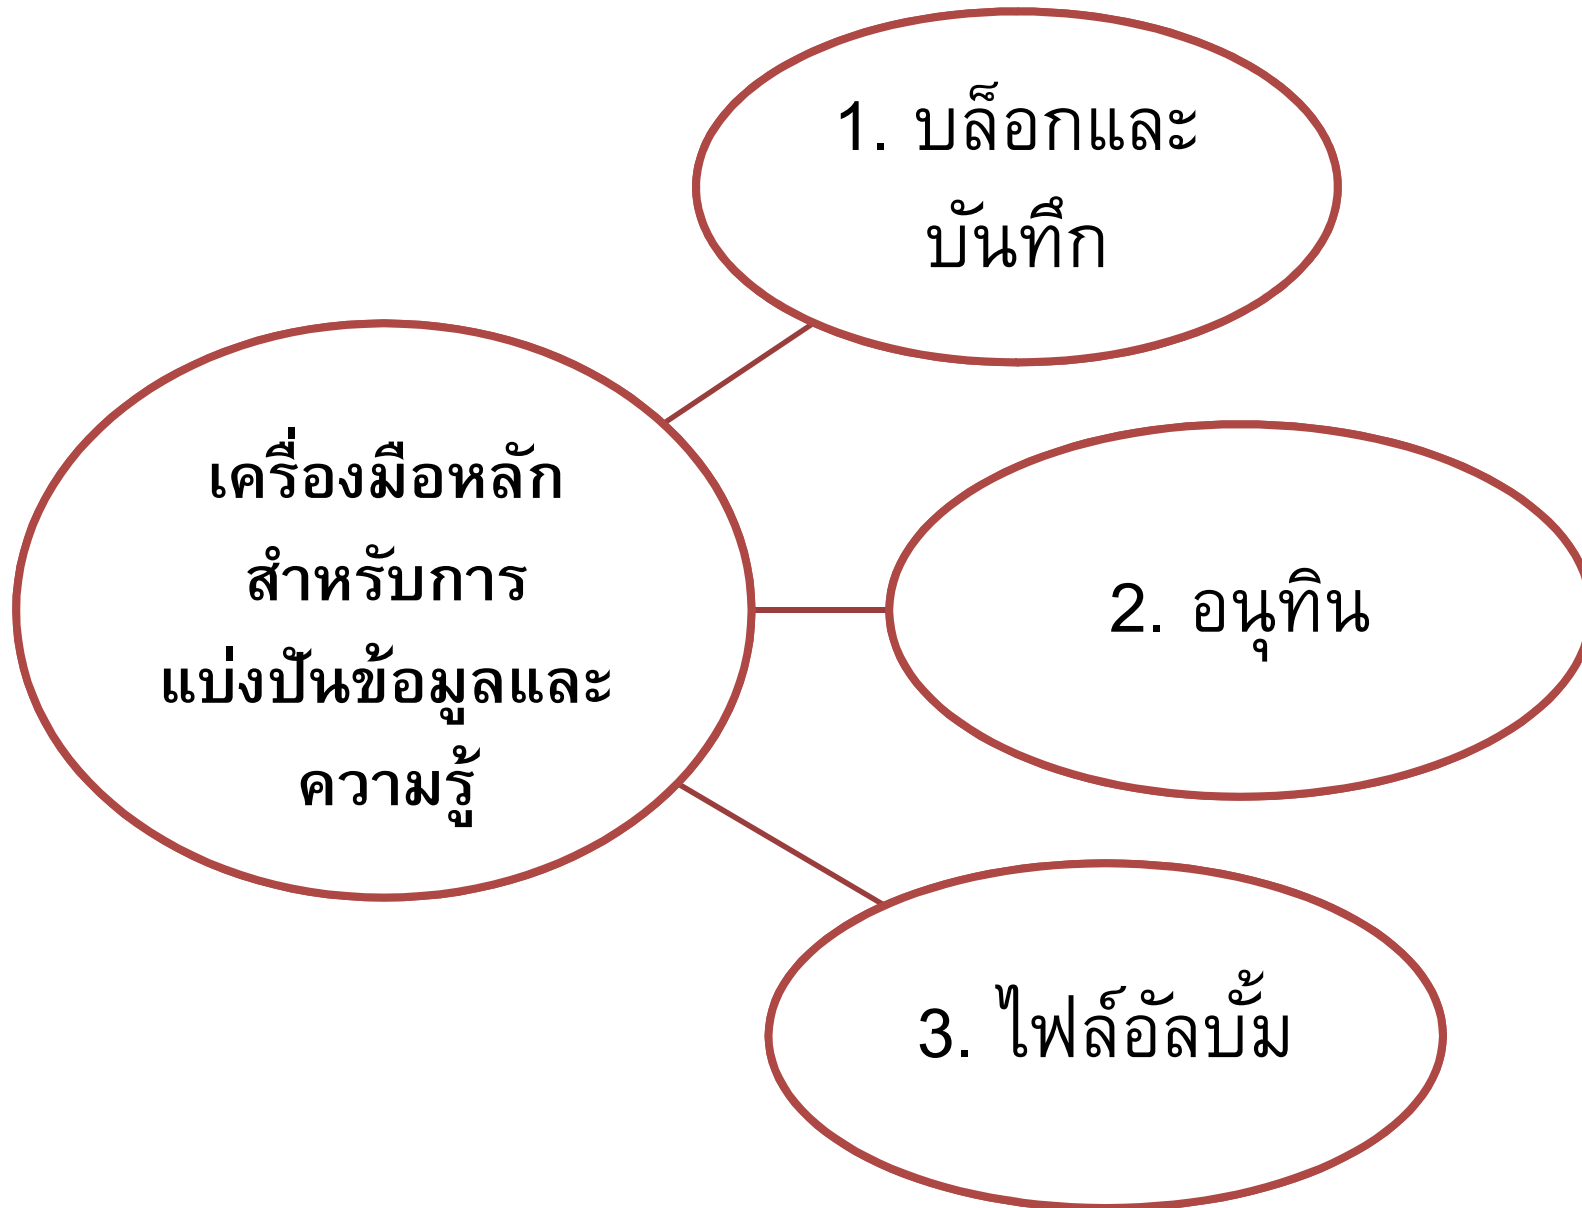 1. บล็อกและ
บันทึก
เครื่องมือหลัก
สำหรับการ
แบ่งปันข้อมูลและ
ความรู้
2. อนุทิน
3. ไฟล์อัลบั้ม